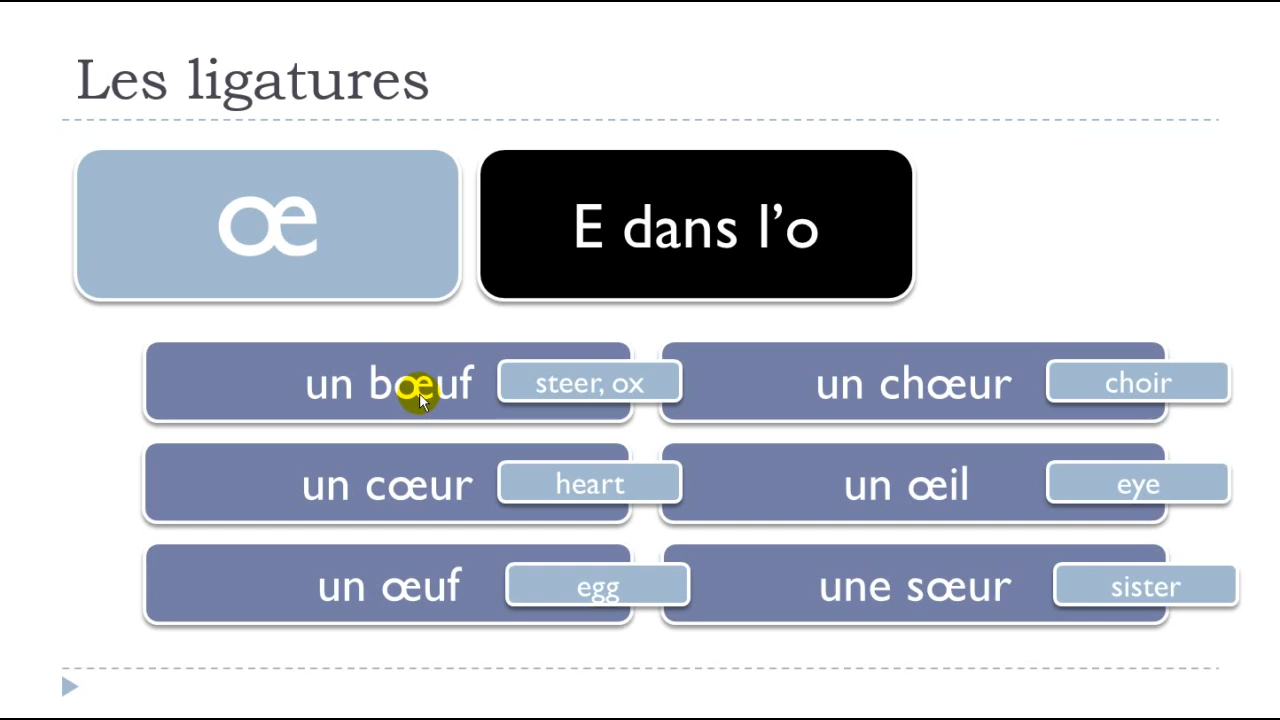 Les ligatures
œ
E dans l’o
un bœuf
steer, ox
un chœur
choir
un cœur
heart
un œil
eye
un œuf
egg
une sœur
sister